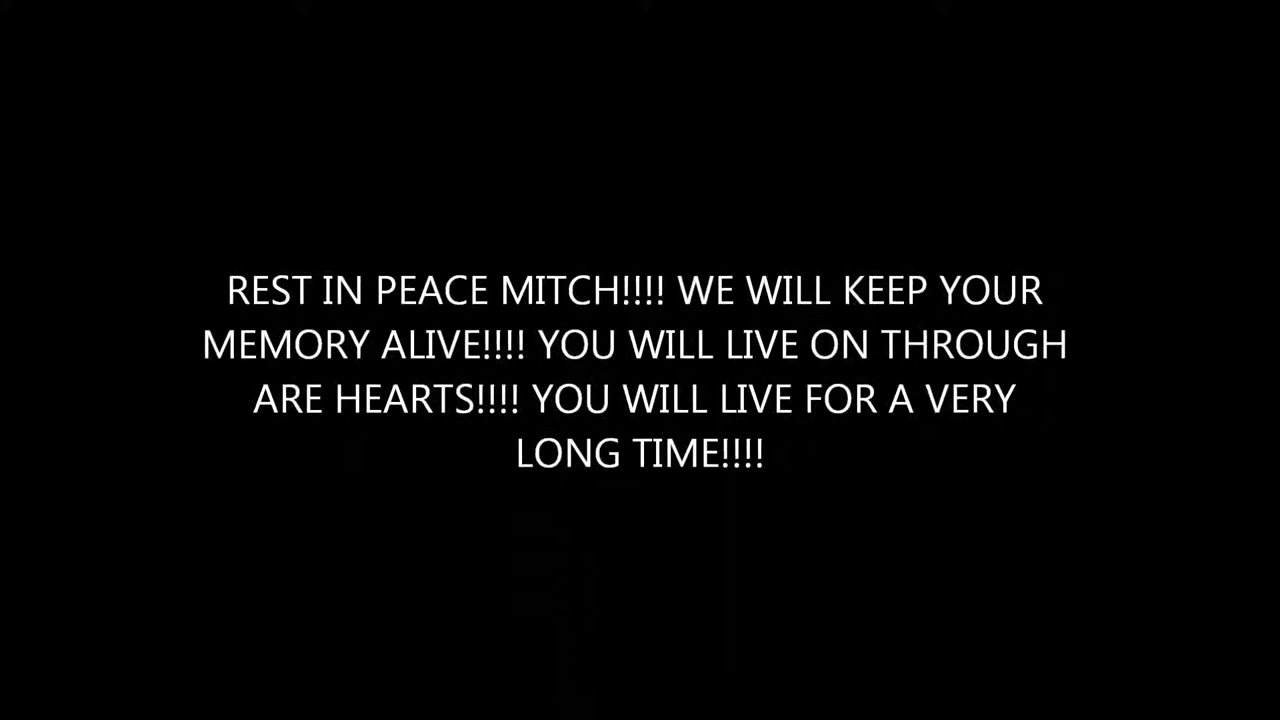 REST IN PEACE MITCH!!!! WE WILL KEEP YOUR
MEMORY ALIVE!!!! YOU WILL LIVE ON THROUGH
ARE HEARTS!!!! YOU WILL LIVE FOR A VERY
LONG TIME!!!!